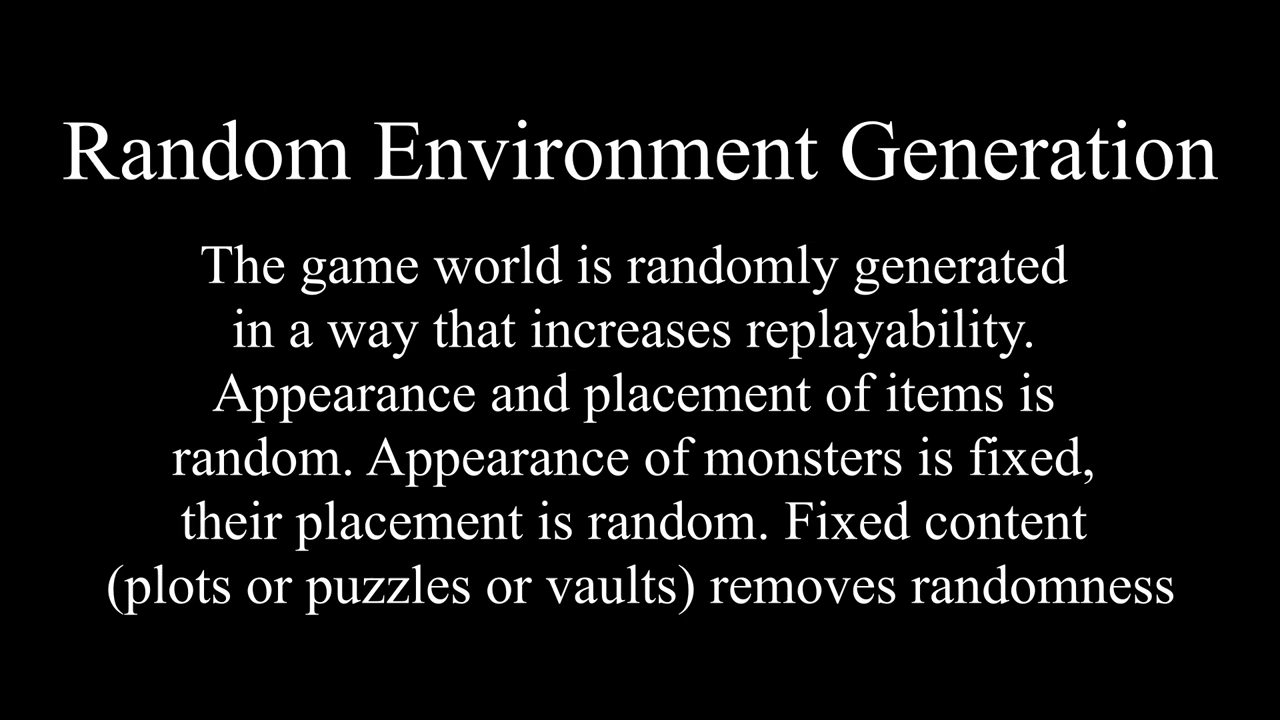 Random Environment Generation
The game world is randomly generated
in a way that increases replayability.
Appearance and placement of items is
random. Appearance of monsters is fixed,
their placement is random. Fixed content
(plots or puzzles or vaults) removes randomness